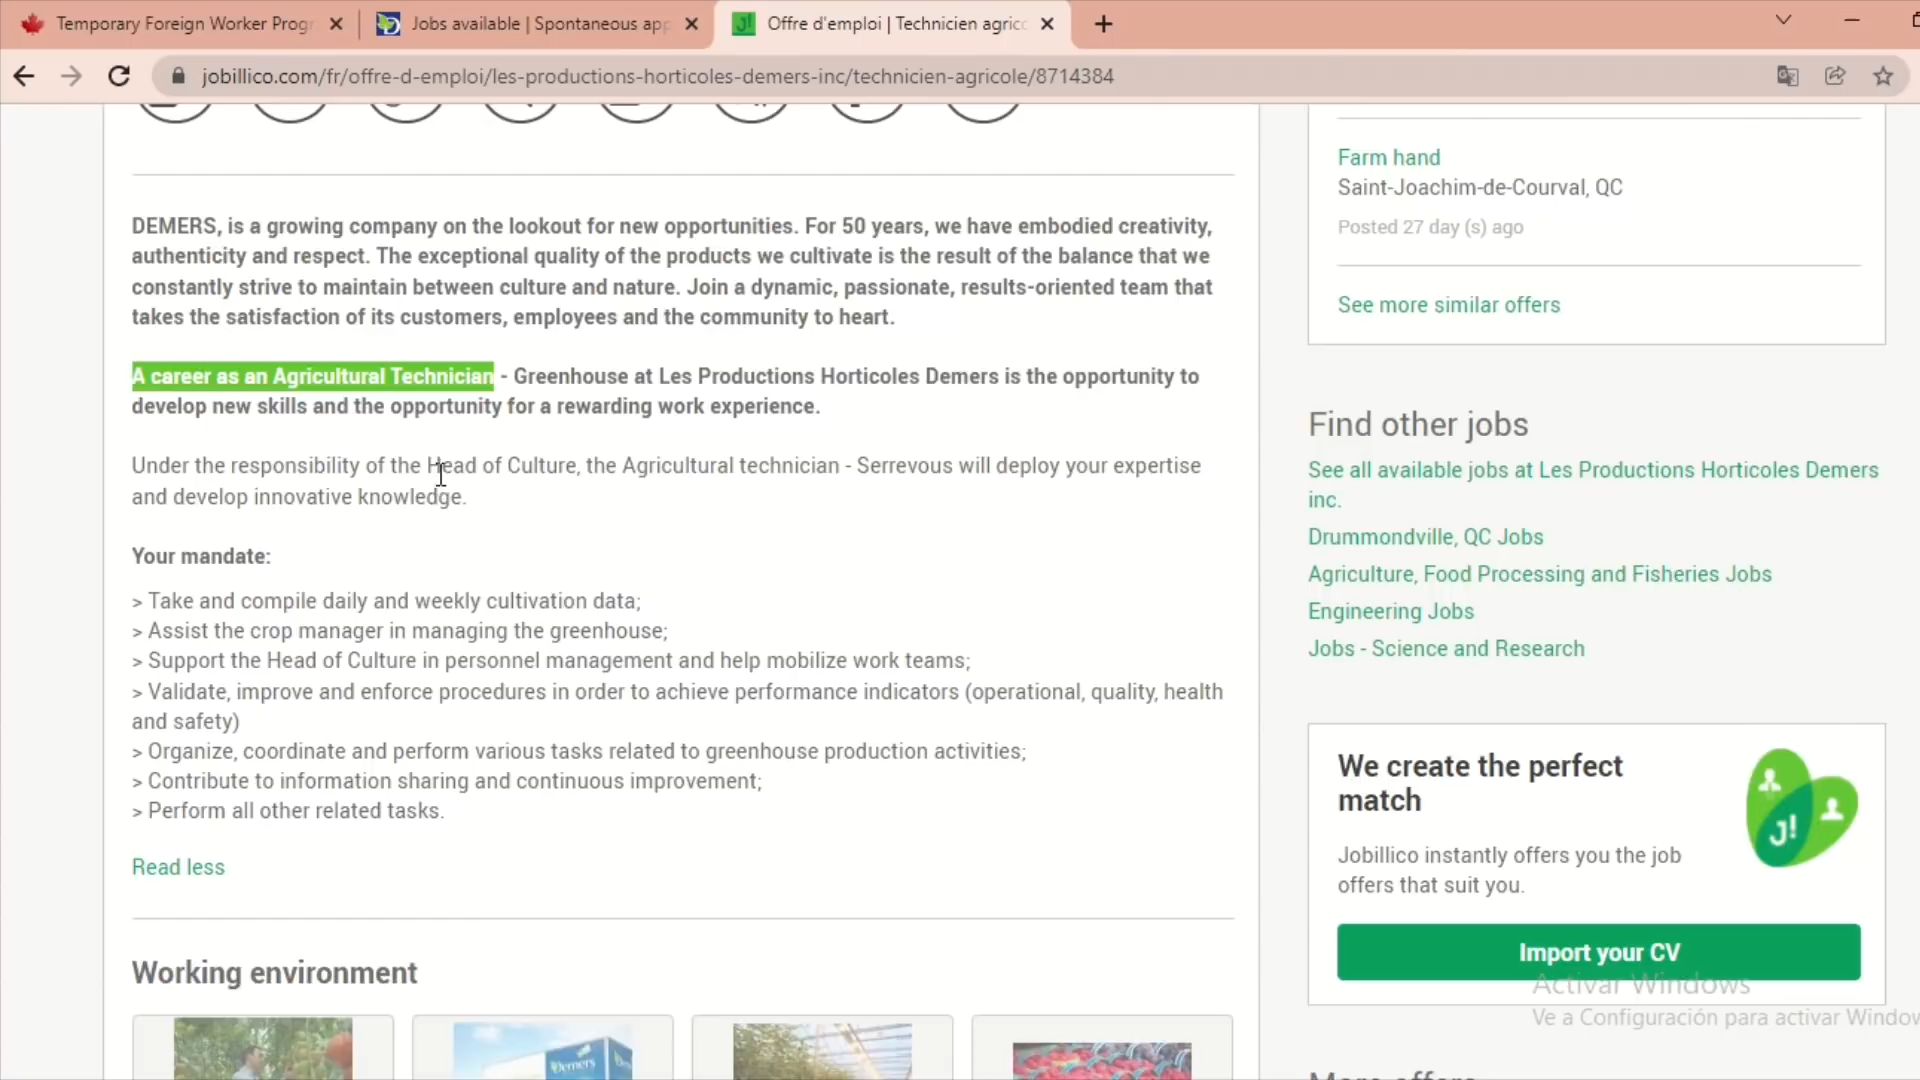 Temporary Foreign Worker Progr
Jobs available | Spontaneous app
Offre d'emploi | Technicien agrico
jobillico.com/fr/offre-d-emploi/les-productions-horticoles-demers-inc/technicien-agricole/8714384
DEMERS, is a growing company on the lookout for new opportunities. For 50 years, we have embodied creativity,
authenticity and respect. The exceptional quality of the products we cultivate is the result of the balance that we
constantly strive to maintain between culture and nature. Join a dynamic, passionate, results-oriented team that
takes the satisfaction of its customers, employees and the community to heart.
A career as an Agricultural Technician - Greenhouse at Les Productions Horticoles Demers is the opportunity to
develop new skills and the opportunity for a rewarding work experience.
Under the responsibility of the Head of Culture, the Agricultural technician - Serrevous will deploy your expertise
and develop innovative knowledge.
Your mandate:
> Take and compile daily and weekly cultivation data;
> Assist the crop manager in managing the greenhouse;
> Support the Head of Culture in personnel management and help mobilize work teams;
> Validate, improve and enforce procedures in order to achieve performance indicators (operational, quality, health
and safety)
> Organize, coordinate and perform various tasks related to greenhouse production activities;
> Contribute to information sharing and continuous improvement;
> Perform all other related tasks.
Read less
Working environment
Demers
Farm hand
Saint-Joachim-de-Courval, QC
Posted 27 day (s) ago
See more similar offers
Find other jobs
See all available jobs at Les Productions Horticoles Demers
inc.
Drummondville, QC Jobs
Agriculture, Food Processing and Fisheries Jobs
Engineering Jobs
Jobs - Science and Research
We create the perfect
match
J!
Jobillico instantly offers you the job
offers that suit you.
Import your CV
Activar Windows
Ve a Configuración para activar Window